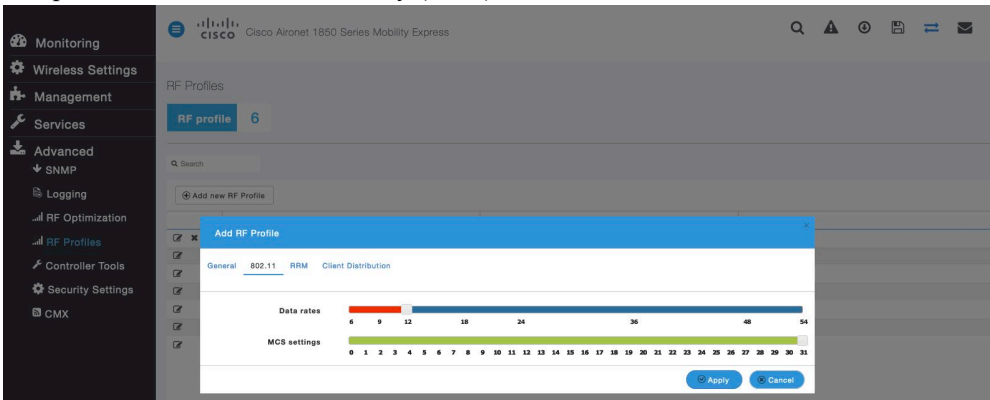 CISCO Cisco Aironet 1850 Series Mobility Express
Monitoring
Wireless Settings
Management
Services
Advanced
SNMP
Logging
RF Optimization
RF Profiles
Controller Tools
Security Settings
CMX
RF Profiles
RF profile 6
Search
Add new RF Profile
Add RF Profile x
General 802.11 RRM Client Distribution
Data rates
6 9 12 18 24 36 48 54
MCS settings
0 1 2 3 4 5 6 7 8 9 10 11 12 13 14 15 16 17 18 19 20 21 22 23 24 25 26 27 28 29 30 31
Apply Cancel